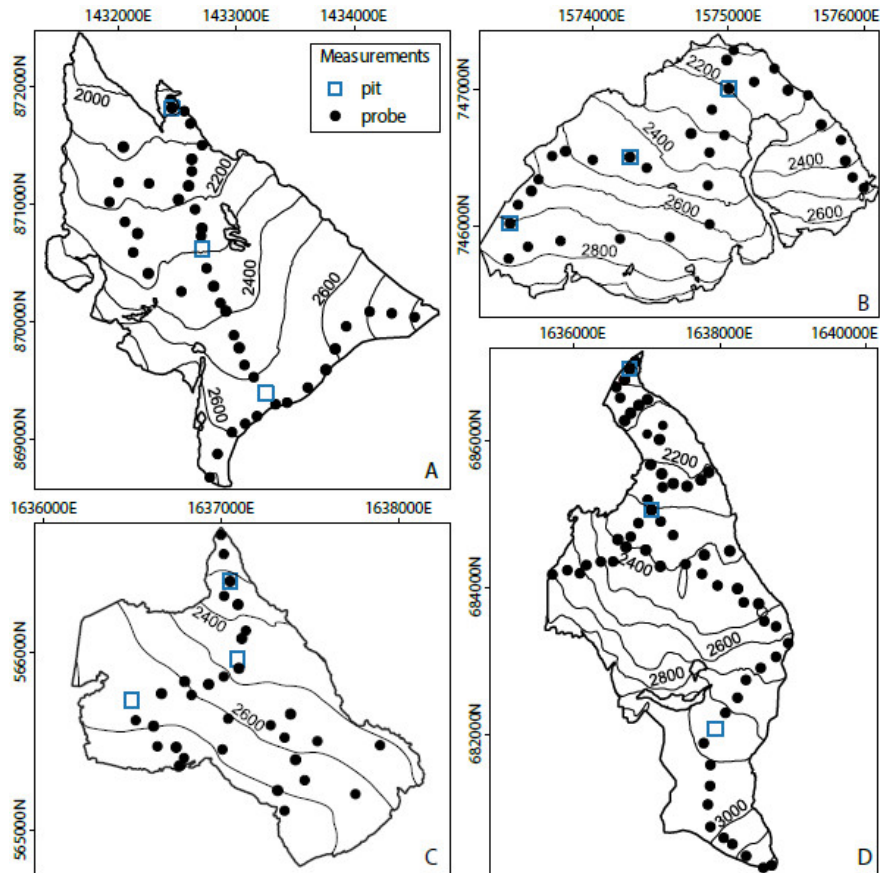 1432000E 1433000E 1434000E
872000N
871000N
870000N
869000N
Measurements
pit
probe
2000
2200
2400
2600
2600
A
1574000E 1575000E 1576000E
747000N
746000N
2200
2400
2400
2600
2600
2800
B
1636000E 1637000E 1638000E
566000N
565000N
2400
2600
C
1636000E 1638000E 1640000E
686000N
684000N
682000N
2200
2400
2600
2800
3000
D